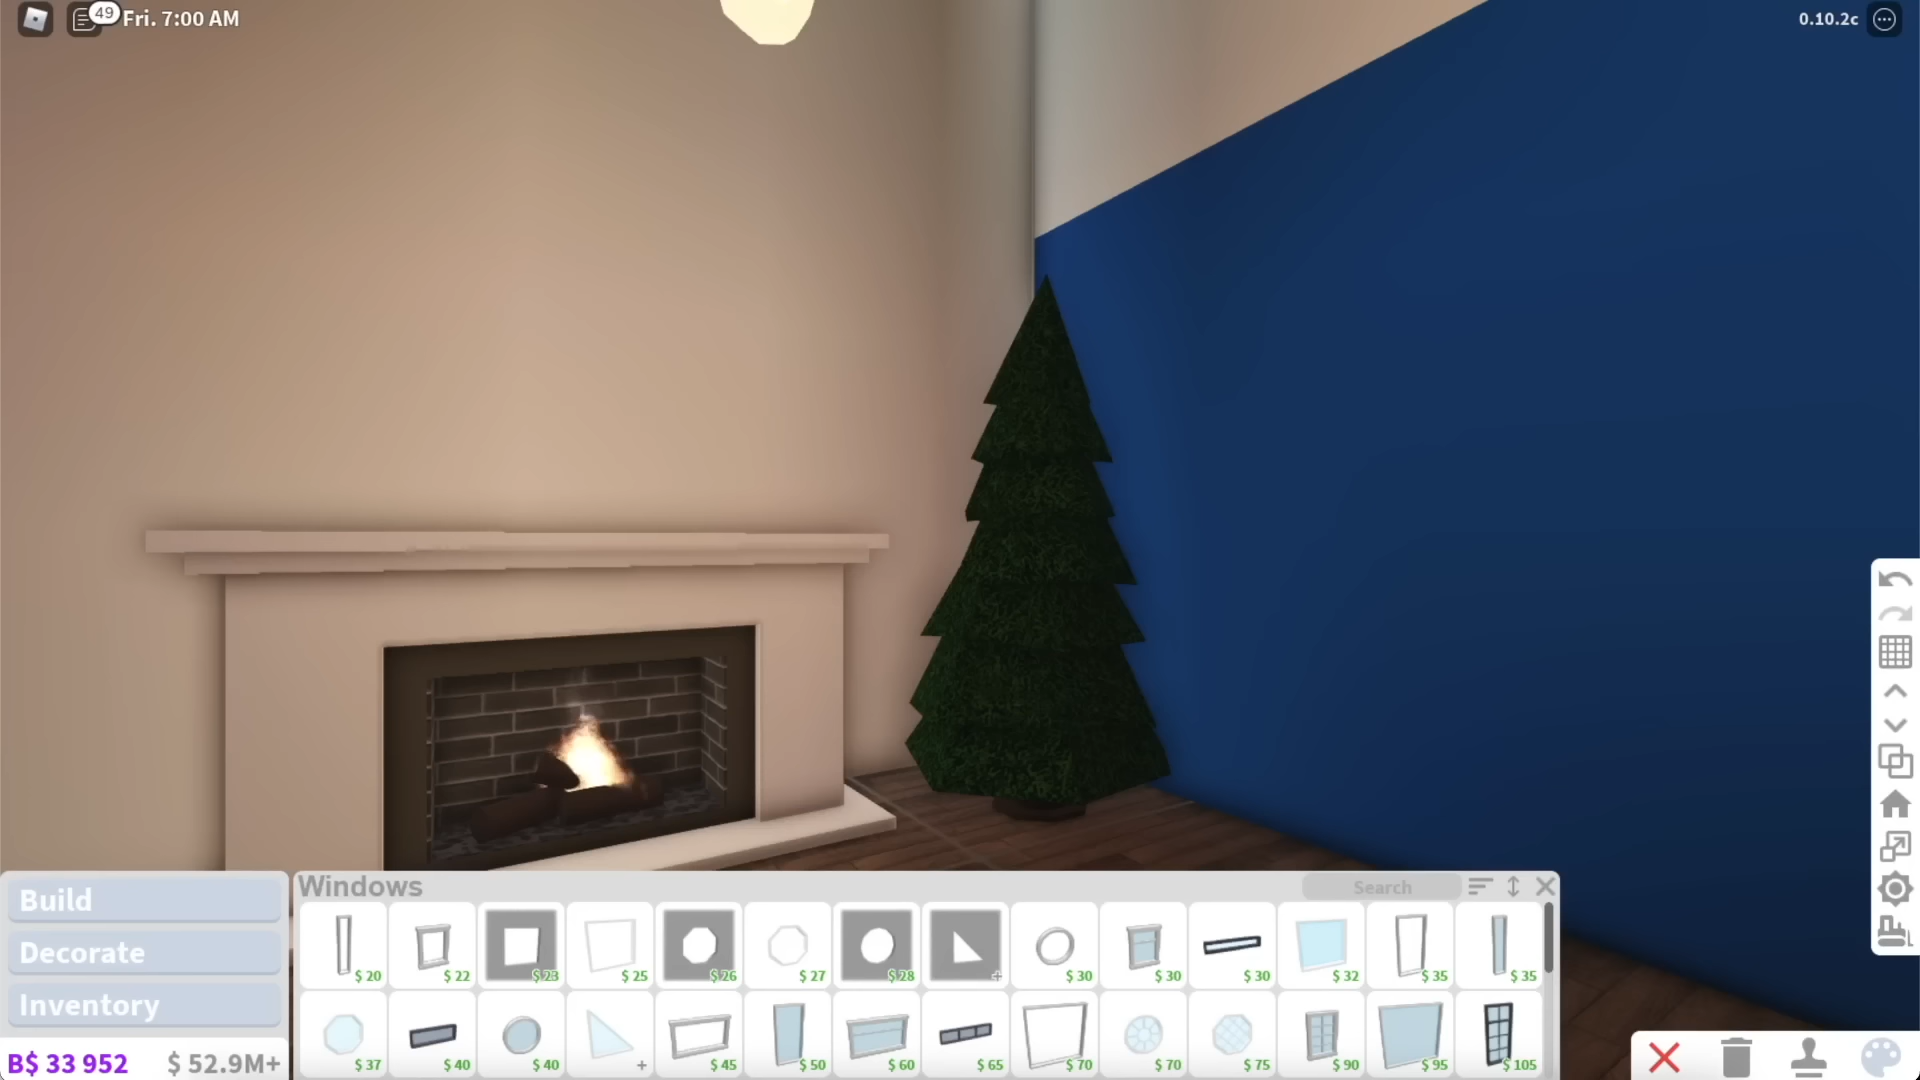 49 Fri. 7:00 AM
0.10.2c
Build
Decorate
Inventory
B$ 33 952 $ 52.9M+
Windows
Search
$ 20 $ 22 $ 23 $ 25 $ 26 $ 27 $ 28 + $ 30 $ 30 $ 30 $ 32 $ 35 $ 35
$ 37 $ 40 $ 40 + $ 45 $ 50 $ 60 $ 65 $ 70 $ 70 $ 75 $ 90 $ 95 $ 105